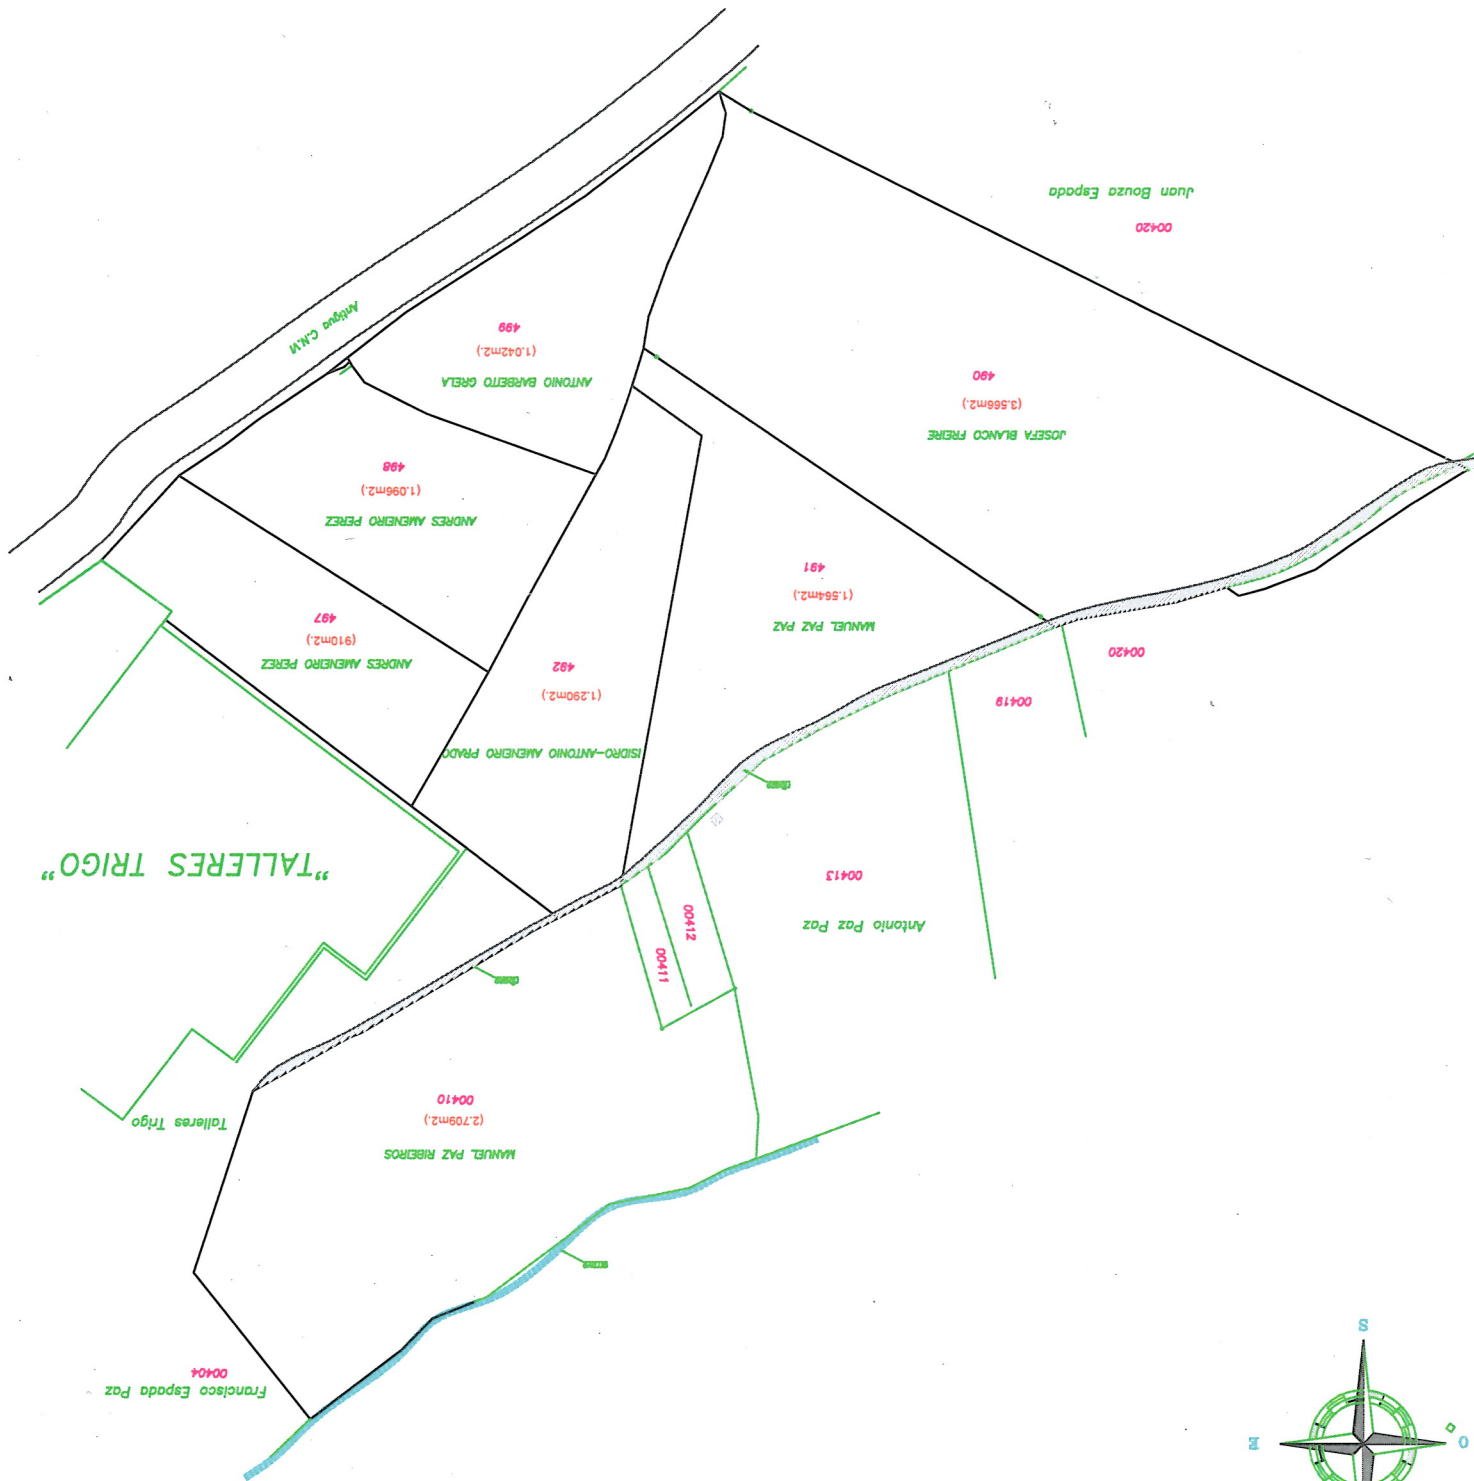 Francisco Espada Paz
00404
MANUEL PAZ RIBEIROS
(2.709m2.)
00410
Talleres Trigo
Antonio Paz Paz
00413
00411
00412
"TALLERES TRIGO"
ISIDRO-ANTONIO AMENEIRO PRADO
(1.290m2.)
492
00419
00420
ANDRES AMENEIRO PEREZ
(910m2.)
497
MANUEL PAZ PAZ
(1.564m2.)
491
ANDRES AMENEIRO PEREZ
(1.096m2.)
498
JOSEFA BLANCO FREIRE
(3.566m2.)
490
ANTONIO BARBEITO GRELA
(1.042m2.)
499
Antigua C.N.VI
00420
Juan Bouza Espada
O
E
S